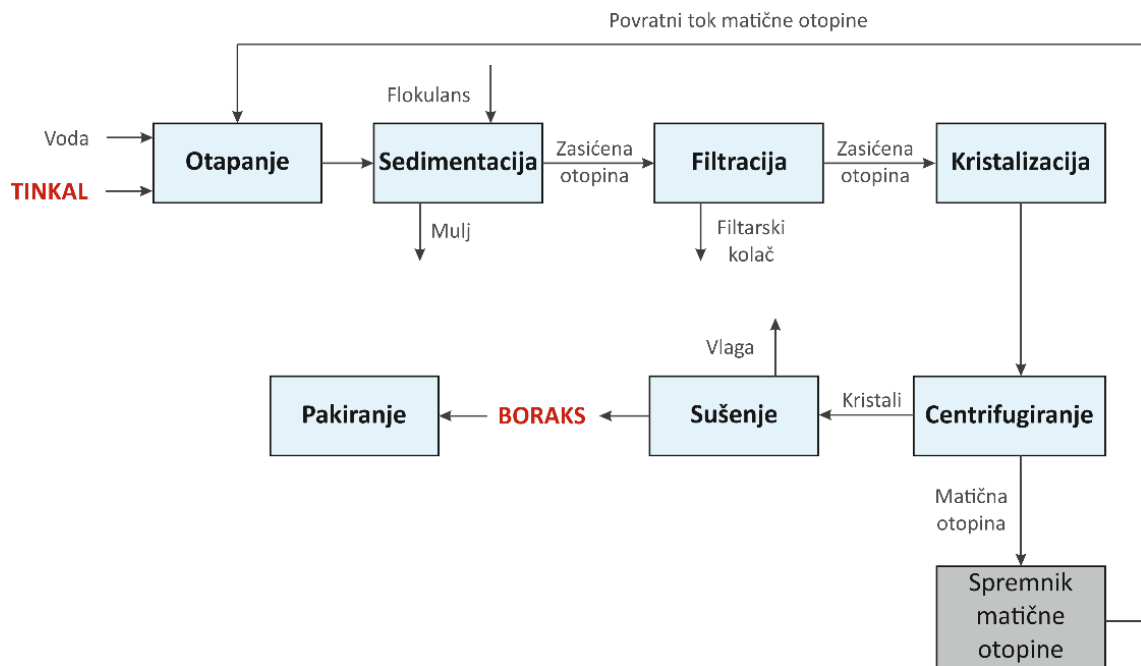 Povratni tok matične otopine
Flokulans
Voda
TINKAL
Otapanje
Sedimentacija
Zasićena
otopina
Filtracija
Zasićena
otopina
Kristalizacija
Mulj
Filtarski
kolač
Vlaga
Pakiranje
BORAKS
Sušenje
Kristali
Centrifugiranje
Matična
otopina
Spremnik
matične
otopine